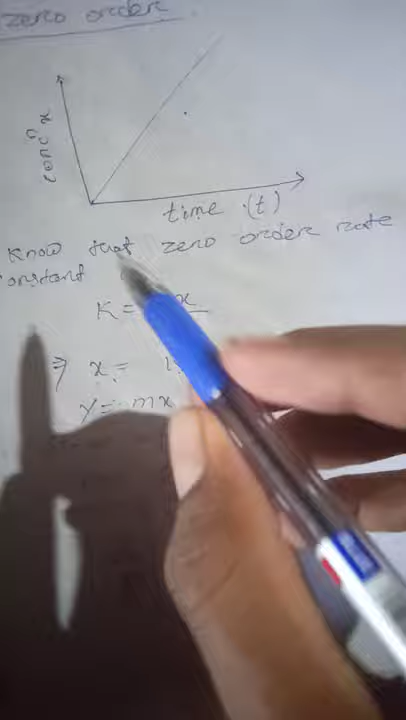 zero order
conc^n x
time (t)
know that zero order rate
constant
K = x
⇒ x =
y = mx